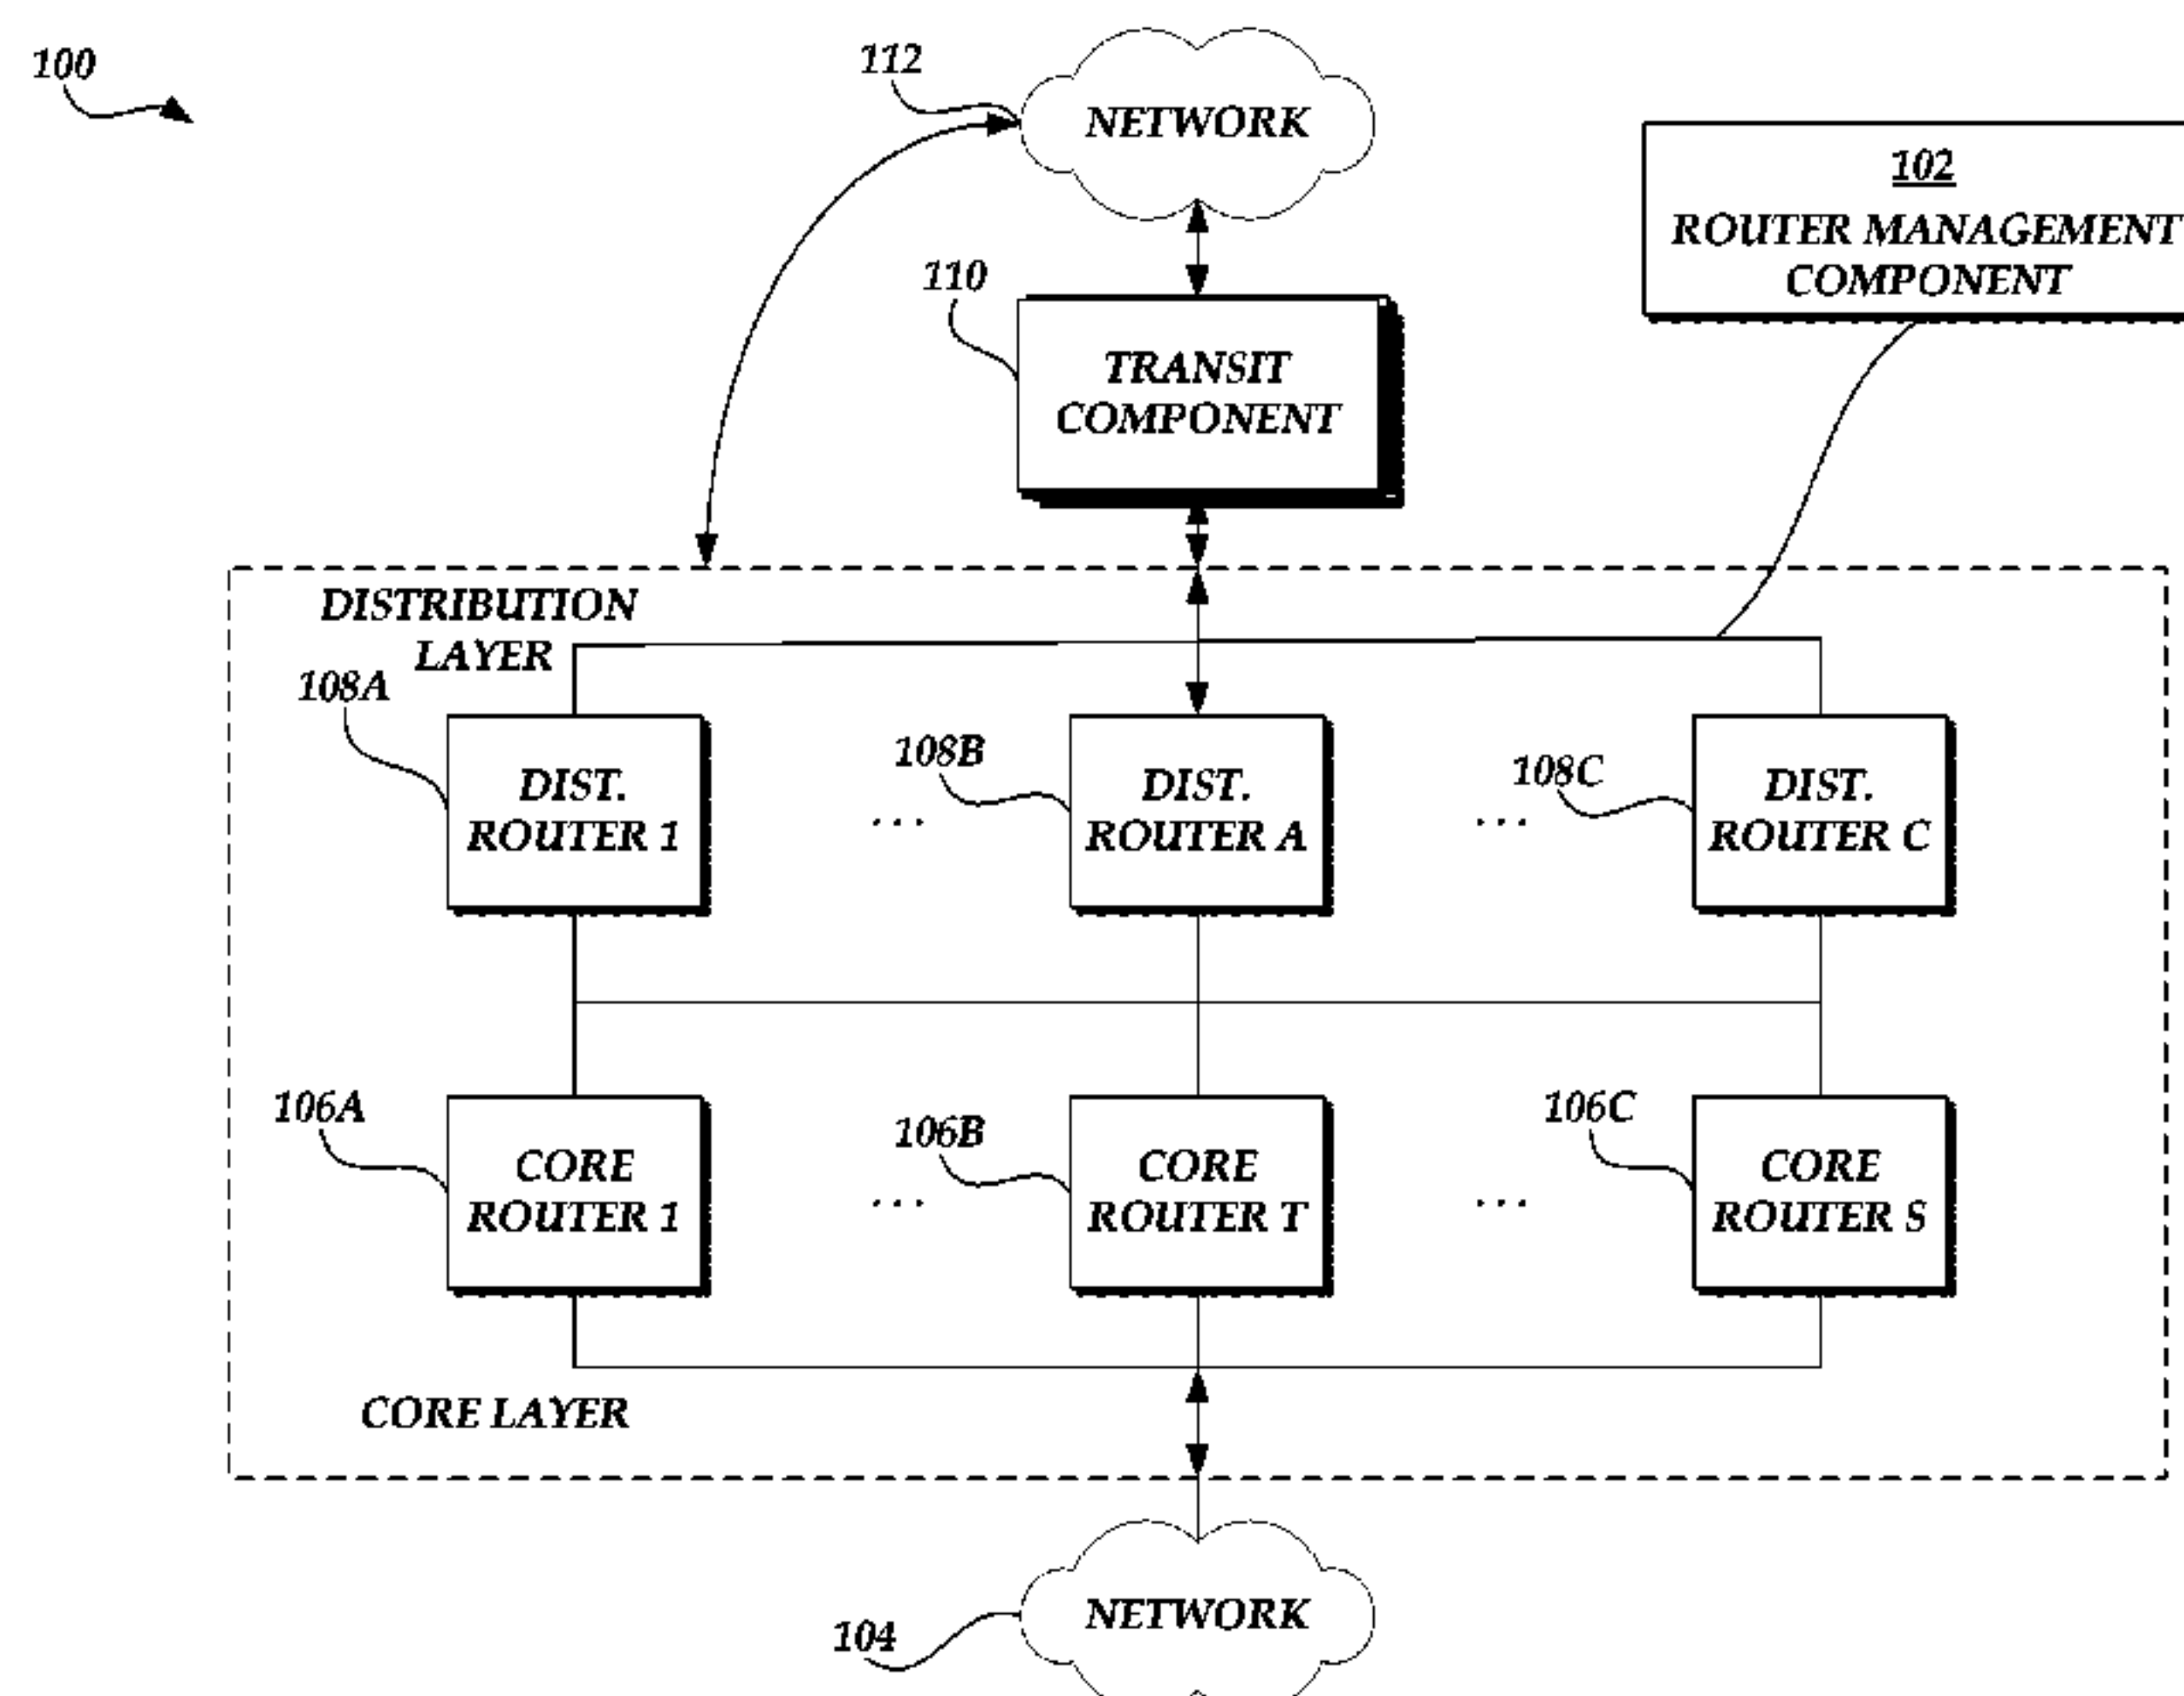 100
112
NETWORK
102
ROUTER MANAGEMENT
COMPONENT
110
TRANSIT
COMPONENT
DISTRIBUTION
LAYER
108A
DIST.
ROUTER 1
108B
...
DIST.
ROUTER A
108C
...
DIST.
ROUTER C
106A
CORE
ROUTER 1
106B
...
CORE
ROUTER T
106C
...
CORE
ROUTER S
CORE LAYER
104
NETWORK